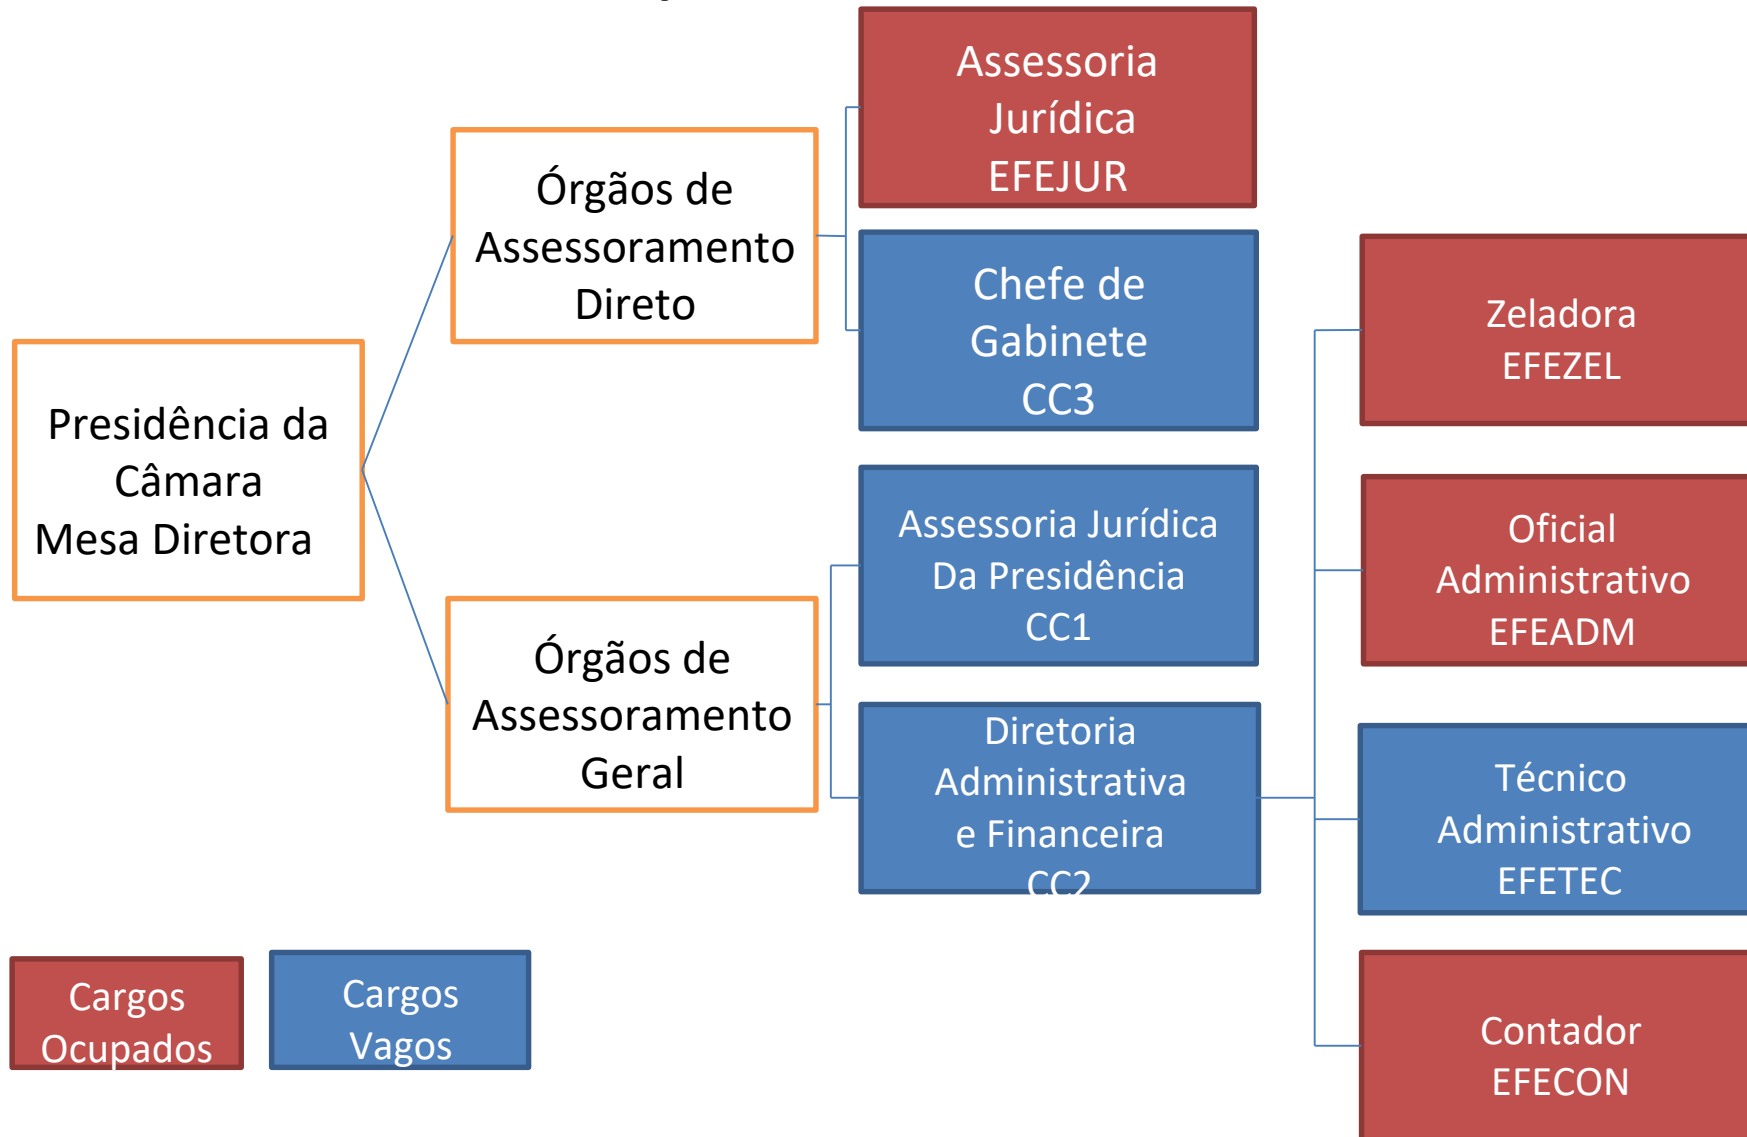 Presidência da
Câmara
Mesa Diretora
Órgãos de
Assessoramento
Direto
Órgãos de
Assessoramento
Geral
Assessoria
Jurídica
EFEJUR
Chefe de
Gabinete
CC3
Assessoria Jurídica
Da Presidência
CC1
Diretoria
Administrativa
e Financeira
CC2
Zeladora
EFEZEL
Oficial
Administrativo
EFEADM
Técnico
Administrativo
EFETEC
Contador
EFECON
Cargos
Ocupados
Cargos
Vagos